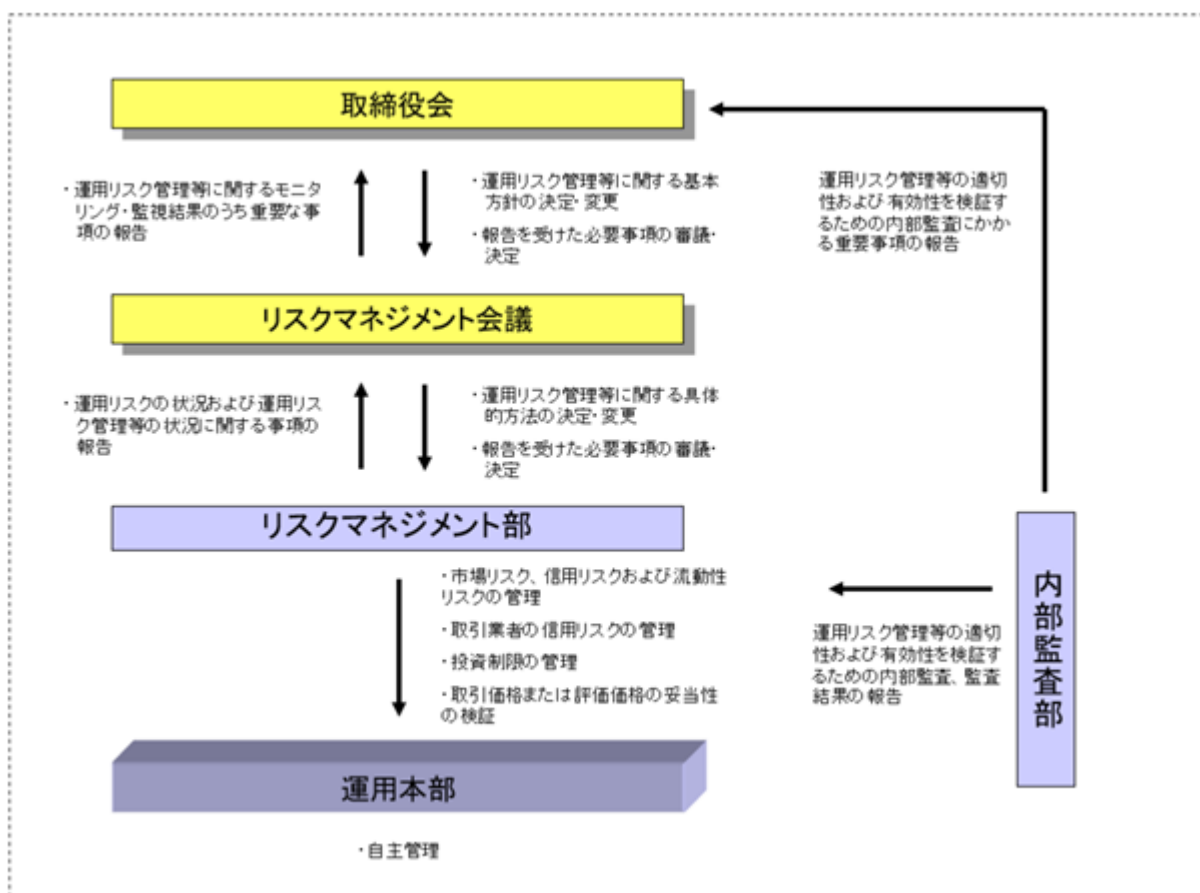 取締役会
・運用リスク管理等に関するモニタ
リング・監視結果のうち重要な事
項の報告
・運用リスク管理等に関する基本
方針の決定・変更
・報告を受けた必要事項の審議・
決定
運用リスク管理等の適切
性および有効性を検証す
るための内部監査にかか
る重要事項の報告
リスクマネジメント会議
・運用リスクの状況および運用リス
ク管理等の状況に関する事項の
報告
・運用リスク管理等に関する具体
的方法の決定・変更
・報告を受けた必要事項の審議・
決定
リスクマネジメント部
・市場リスク、信用リスクおよび流動性
リスクの管理
・取引業者の信用リスクの管理
・投資制限の管理
・取引価格または評価価格の妥当性
の検証
運用リスク管理等の適切
性および有効性を検証す
るための内部監査、監査
結果の報告
内部監査部
運用本部
・自主管理